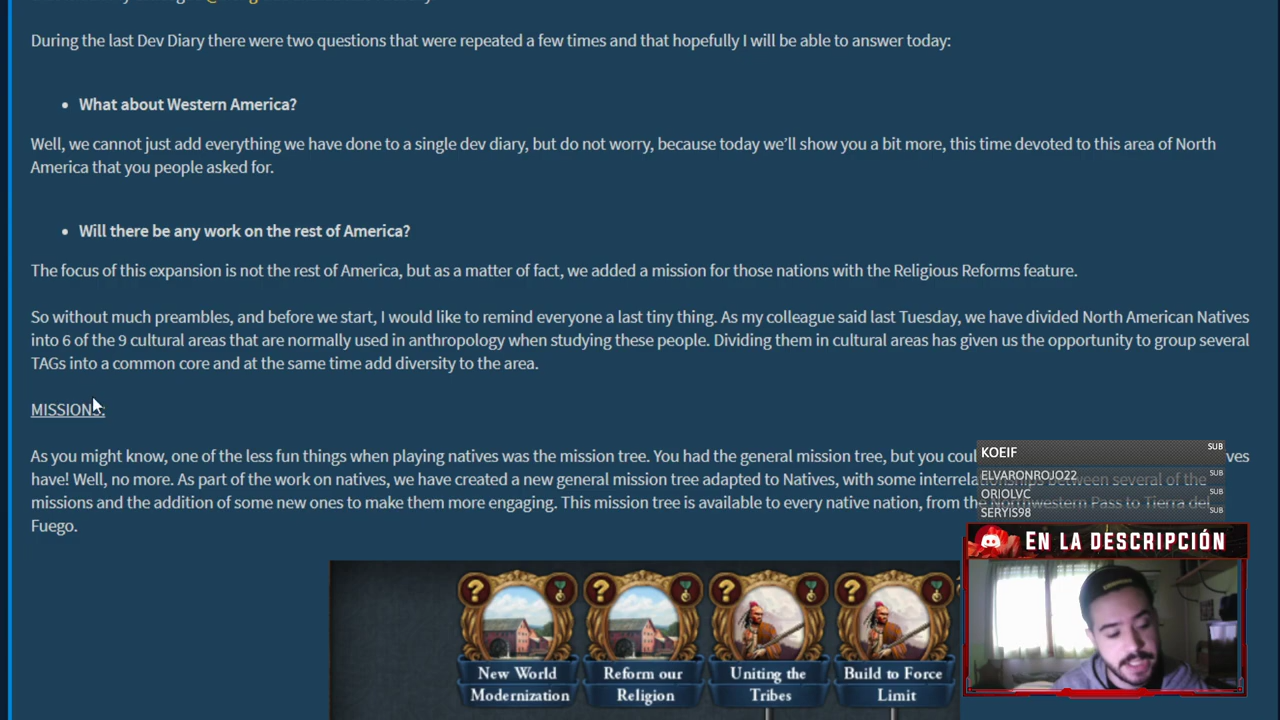 During the last Dev Diary there were two questions that were repeated a few times and that hopefully I will be able to answer today:
• What about Western America?
Well, we cannot just add everything we have done to a single dev diary, but do not worry, because today we'll show you a bit more, this time devoted to this area of North
America that you people asked for.
• Will there be any work on the rest of America?
The focus of this expansion is not the rest of America, but as a matter of fact, we added a mission for those nations with the Religious Reforms feature.
So without much preambles, and before we start, I would like to remind everyone a last tiny thing. As my colleague said last Tuesday, we have divided North American Natives
into 6 of the 9 cultural areas that are normally used in anthropology when studying these people. Dividing them in cultural areas has given us the opportunity to group several
TAGs into a common core and at the same time add diversity to the area.
MISSIONS:
As you might know, one of the less fun things when playing natives was the mission tree. You had the general mission tree, but you
have! Well, no more. As part of the work on natives, we have created a new general mission tree adapted to Natives, with some interrelationships between several of the
missions and the addition of some new ones to make them more engaging. This mission tree is available to every native nation, from the Northwestern Pass to Tierra del
Fuego.
KOEIF SUB
ELVARONROJO22 SUB
ORIOLVC SUB
SERYIS98 SUB
EN LA DESCRIPCIÓN
New World Modernization
Reform our Religion
Uniting the Tribes
Build to Force Limit